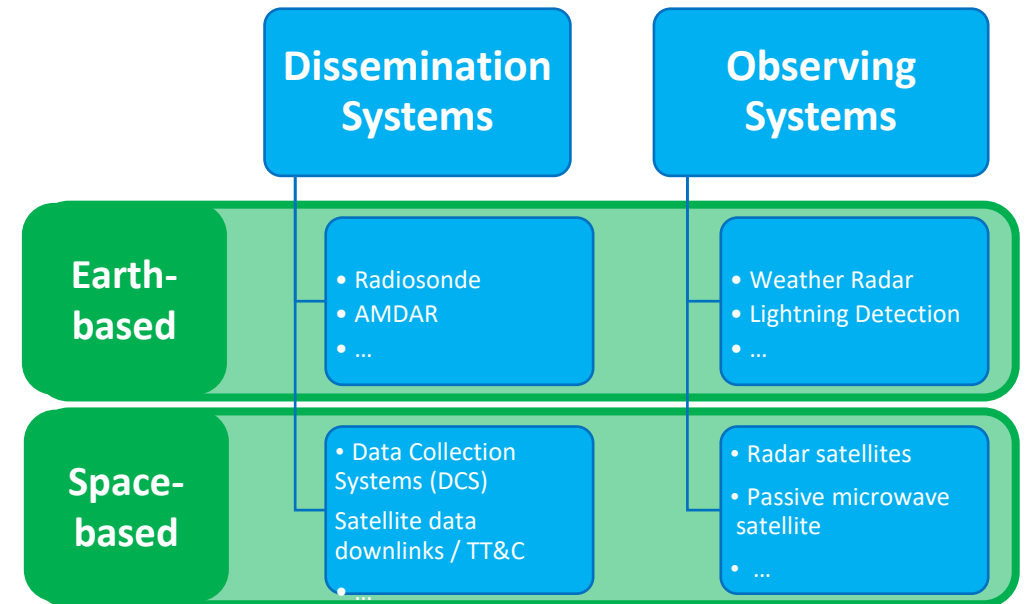 Dissemination
Systems
Observing
Systems
Earth-
based
• Radiosonde
• AMDAR
• ...
• Weather Radar
• Lightning Detection
• ...
Space-
based
• Data Collection
Systems (DCS)
Satellite data
downlinks / TT&C
• ...
• Radar satellites
• Passive microwave
satellite
• ...